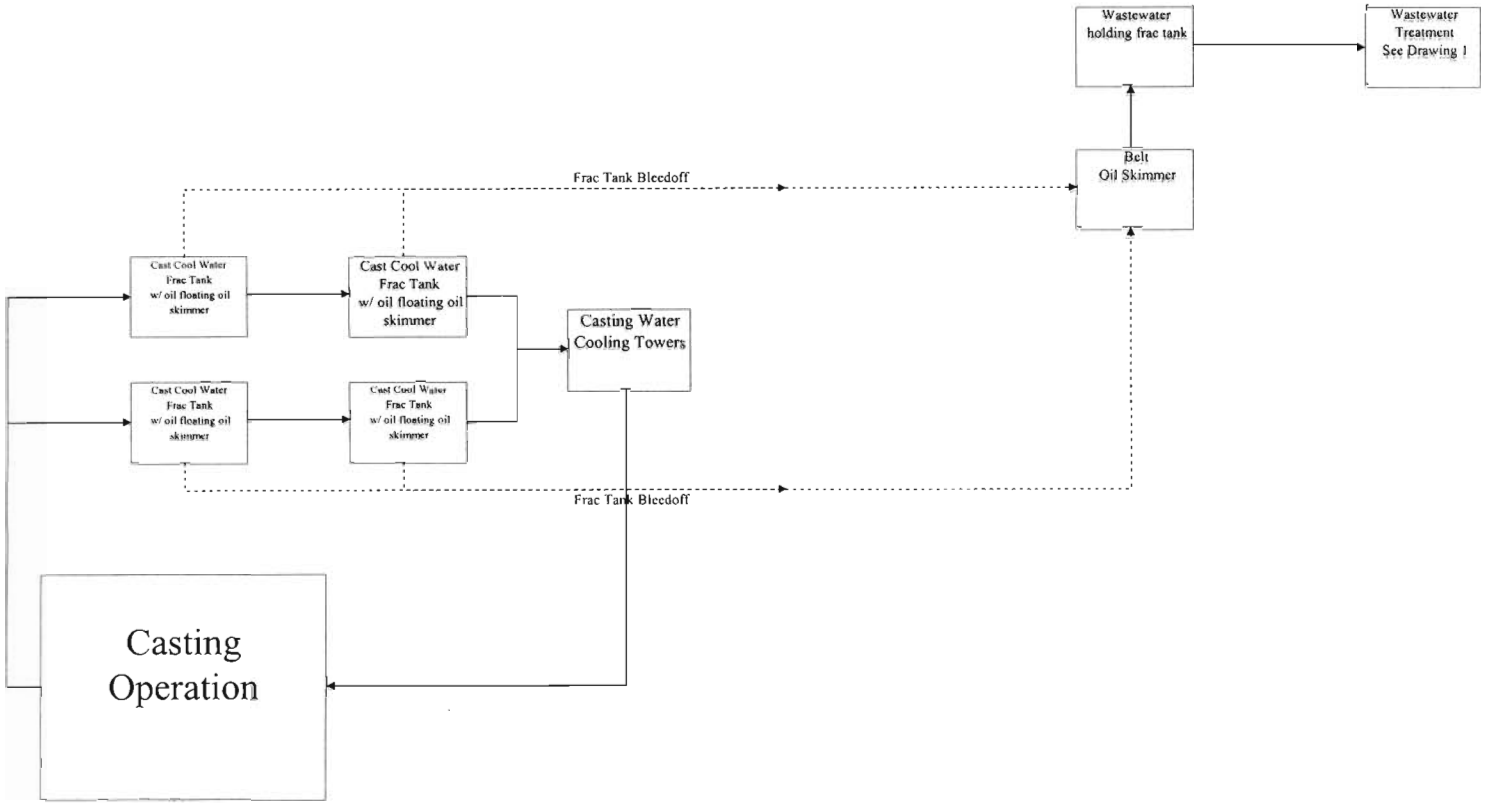 Wastewater
holding frac tank
Wastewater
Treatment
See Drawing 1
Belt
Oil Skimmer
Frac Tank Bleedoff
Cast Cool Water
Frac Tank
w/ oil floating oil
skimmer
Cast Cool Water
Frac Tank
w/ oil floating oil
skimmer
Casting Water
Cooling Towers
Cast Cool Water
Frac Tank
w/ oil floating oil
skimmer
Cast Cool Water
Frac Tank
w/ oil floating oil
skimmer
Frac Tank Bleedoff
Casting
Operation